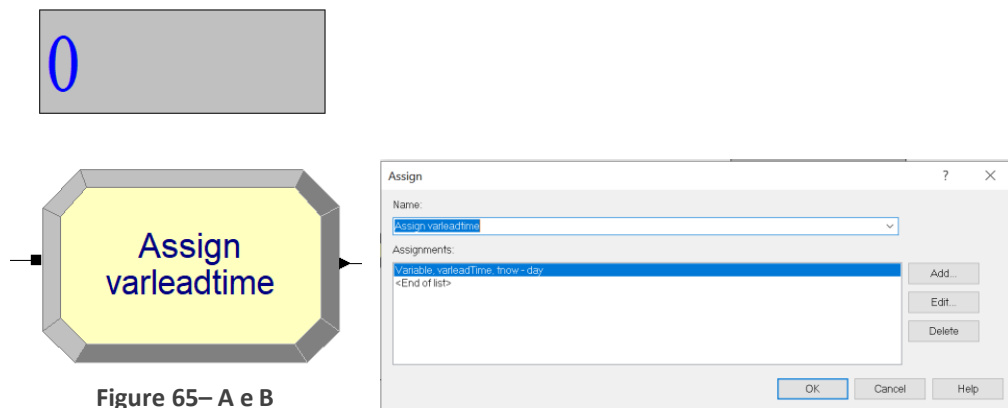 0
Assign
varleadtime
Figure 65– A e B
Assign
?
Name:
Assign varleadtime
Assignments:
Variable, varleadTime, tnow - day
<End of list>
Add...
Edit...
Delete
OK
Cancel
Help